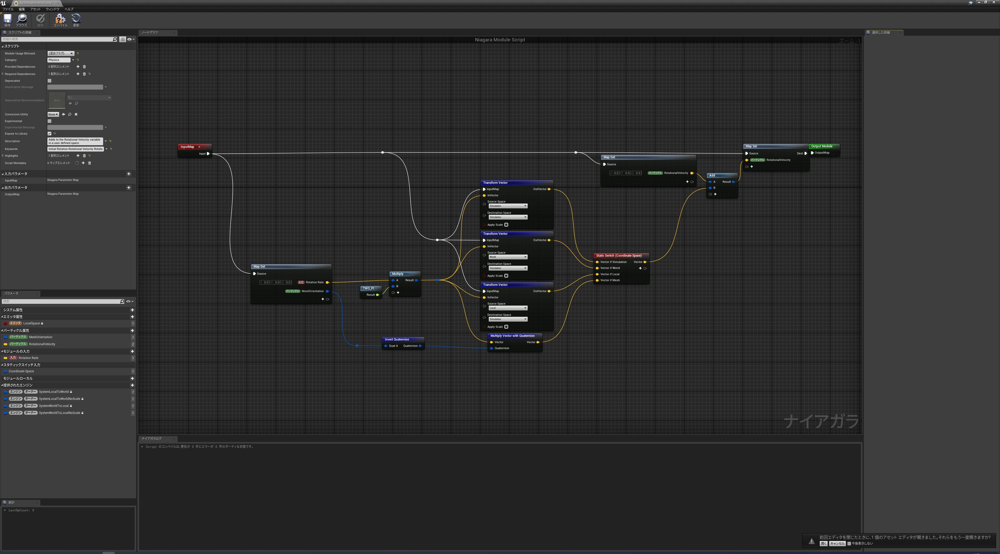 AddRotationalVelocity
ファイル 編集 アセット ウィンドウ ヘルプ
保存 ブラウズ 適用 コンパイル 更新
スクリプトの詳細
詳細の検索
スクリプト
Module Usage Bitmask (混合フラグ)
Category Physics
Provided Dependencies 0 配列エレメント
Required Dependencies 1 配列エレメント
Deprecated
Deprecation Message
Deprecation Recommendation None なし
Conversion Utility None
Experimental
Experimental Message
Expose to Library
Description Adds to the Rotational Velocity variable
in a user defined space.
Keywords Initial Rotation Rotational Velocity Rotate
Highlights 1 配列エレメント
Script Metadata 0 マップエレメント
入力パラメータ
InputMap Niagara Parameter Map
出力パラメータ
OutputMap Niagara Parameter Map
パラメータ
検索
システム属性
エミッタ属性
エミッタ LocalSpace 1
パーティクル属性
パーティクル MeshOrientation 1
パーティクル RotationalVelocity 2
モジュールの入力
入力 Rotation Rate 1
スタティックスイッチ入力
Coordinate Space 1
モジュールローカル
提供されたエンジン
エンジン オーナー SystemLocalToWorld 1
エンジン オーナー SystemLocalToWorldNoScale 1
エンジン オーナー SystemWorldToLocal 1
エンジン オーナー SystemWorldToLocalNoScale 1
統計
LastOpCount: 0
ノードグラフ
Niagara Module Script
ズーム -1
InputMap
Input
Map Get
Source
X 0.0 Y 0.0 Z 0.0 入力 Rotation Rate
パーティクル MeshOrientation
TWO_PI
Result
Multiply
A Result
B
Invert Quaternion
Quat A Quaternion
Transform Vector
InputMap OutVector
InVector
Source Space
Simulation
Destination Space
Simulation
Apply Scale
Transform Vector
InputMap OutVector
InVector
Source Space
World
Destination Space
Simulation
Apply Scale
Transform Vector
InputMap OutVector
InVector
Source Space
Local
Destination Space
Simulation
Apply Scale
Multiply Vector with Quaternion
Vector Vector
Quaternion
Static Switch (Coordinate Space)
Vector if Simulation Vector
Vector if World
Vector if Local
Vector if Mesh
Map Get
Source
X 0.0 Y 0.0 Z 0.0 パーティクル RotationalVelocity
Add
A Result
B
Map Set
Source Dest
パーティクル RotationalVelocity
Output Module
OutputMap
ナイアガラ
ナイアガラログ
Script のコンパイルは、警告が 0 件とエラーが 0 件のダーティな状態です。
選択した詳細
前回エディタを閉じたときに、1 個のアセット エディタが開きました。それらをもう一度開きますか?
開く キャンセル 今後表示しない